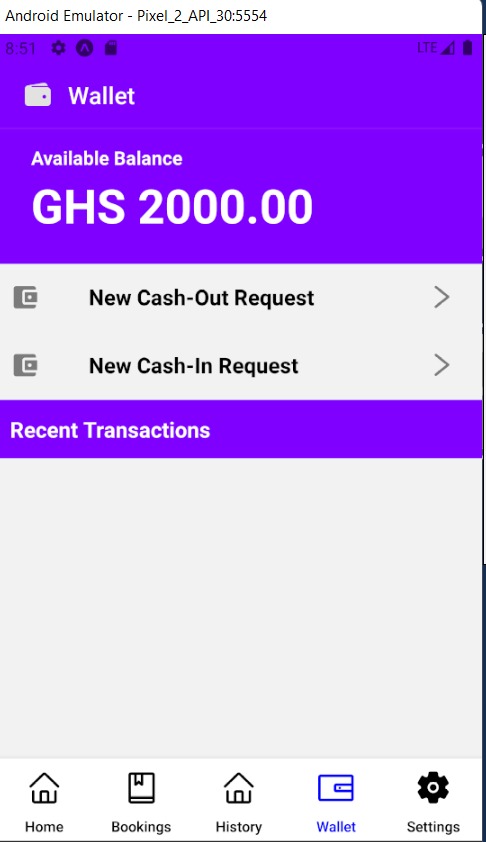 Android Emulator - Pixel_2_API_30:5554
8:51 LTE
Wallet
Available Balance
GHS 2000.00
New Cash-Out Request
New Cash-In Request
Recent Transactions
Home Bookings History Wallet Settings